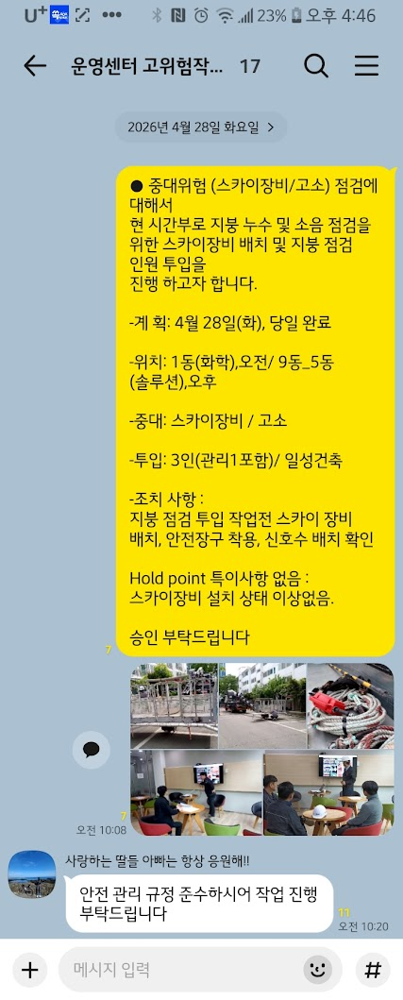 U+ 23% 오후 4:46
운영센터 고위험작... 17
2026년 4월 28일 화요일 >
● 중대위험 (스카이장비/고소) 점검에
대해서
현 시간부로 지붕 누수 및 소음 점검을
위한 스카이장비 배치 및 지붕 점검
인원 투입을
진행 하고자 합니다.
-계 획: 4월 28일(화), 당일 완료
-위치: 1동(화학),오전/ 9동_5동
(솔루션),오후
-중대: 스카이장비 / 고소
-투입: 3인(관리1포함)/ 일성건축
-조치 사항 :
지붕 점검 투입 작업전 스카이 장비
배치, 안전장구 착용, 신호수 배치 확인
Hold point 특이사항 없음 :
스카이장비 설치 상태 이상없음.
승인 부탁드립니다
7
7
오전 10:08
사랑하는 딸들 아빠는 항상 응원해!!
안전 관리 규정 준수하시어 작업 진행
부탁드립니다
11
오전 10:20
메시지 입력